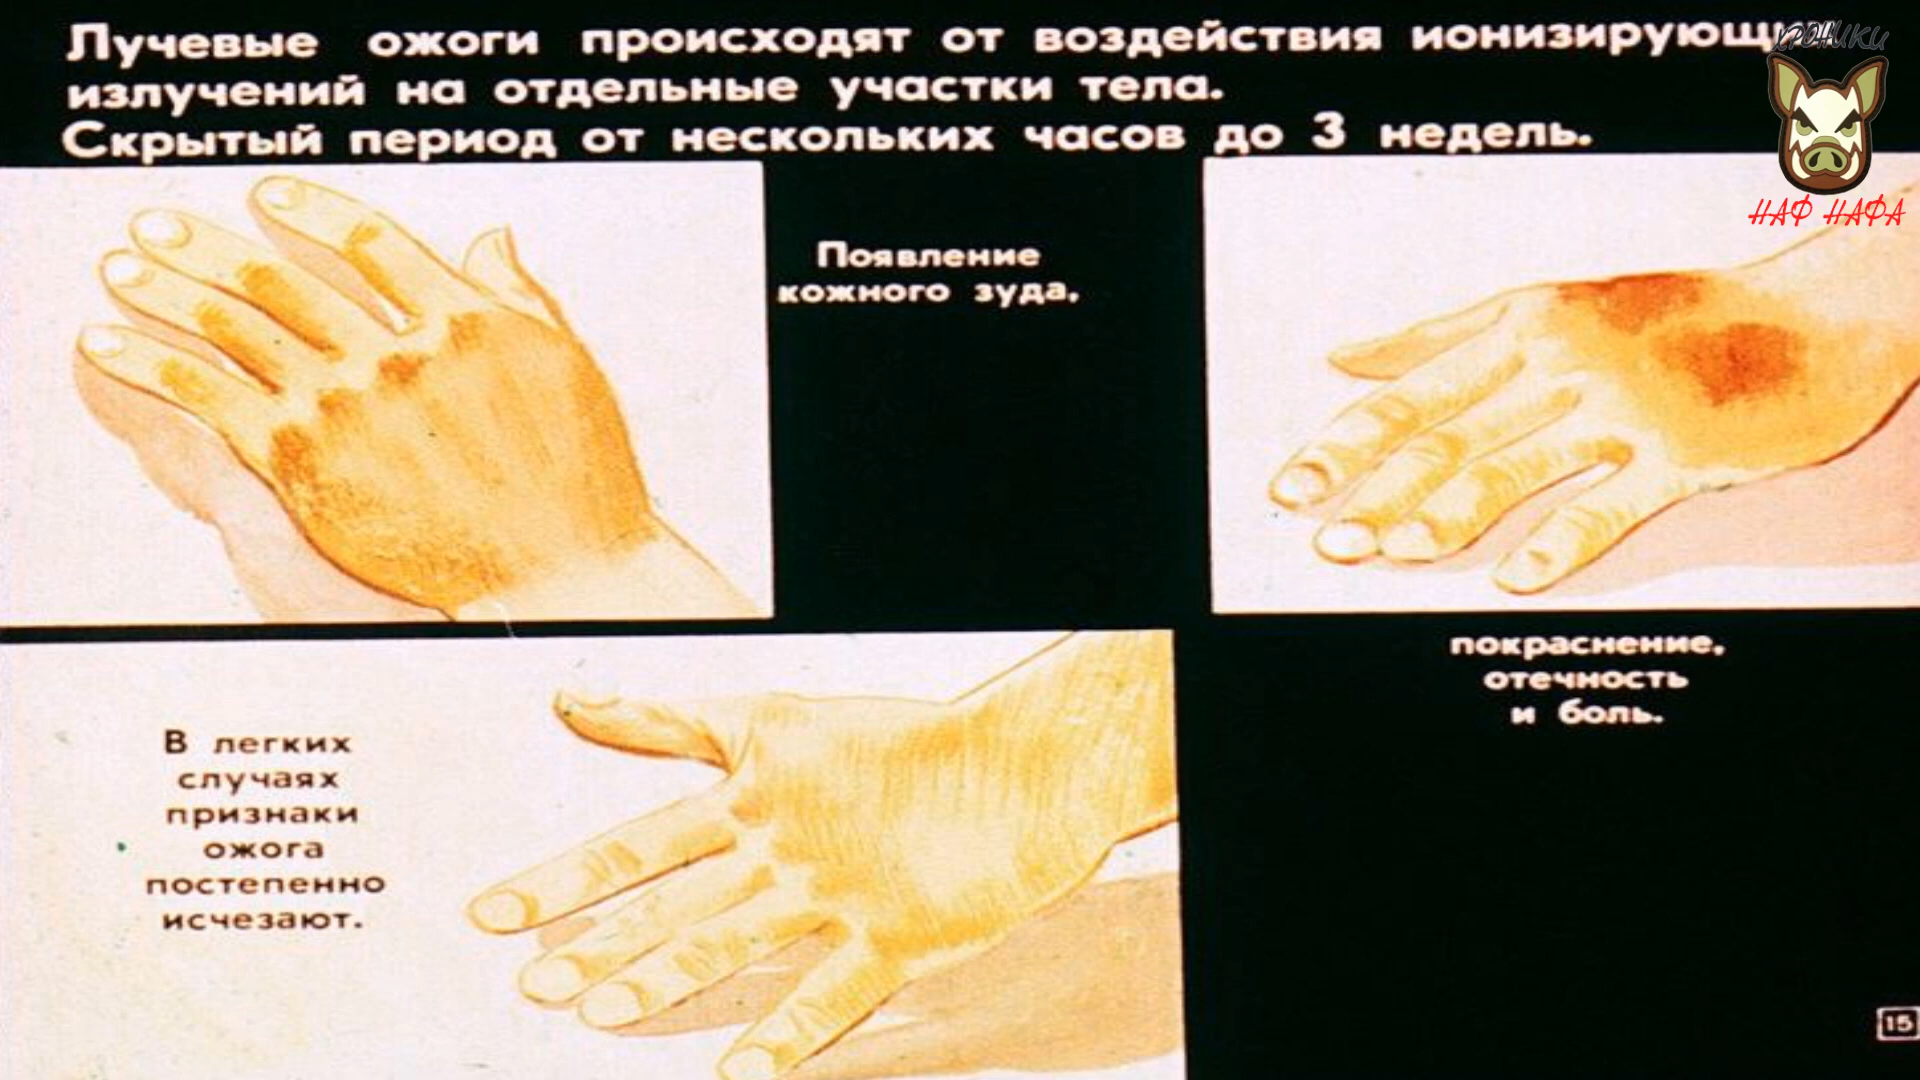 Лучевые ожоги происходят от воздействия
излучений на отдельные участки тела.
Скрытый период от нескольких часов до 3 недель.
ХРОНИКИ
НАФ НАФА
Появление
кожного зуда,
покраснение,
отечность
и боль.
В легких
случаях
признаки
ожога
постепенно
исчезают.
15